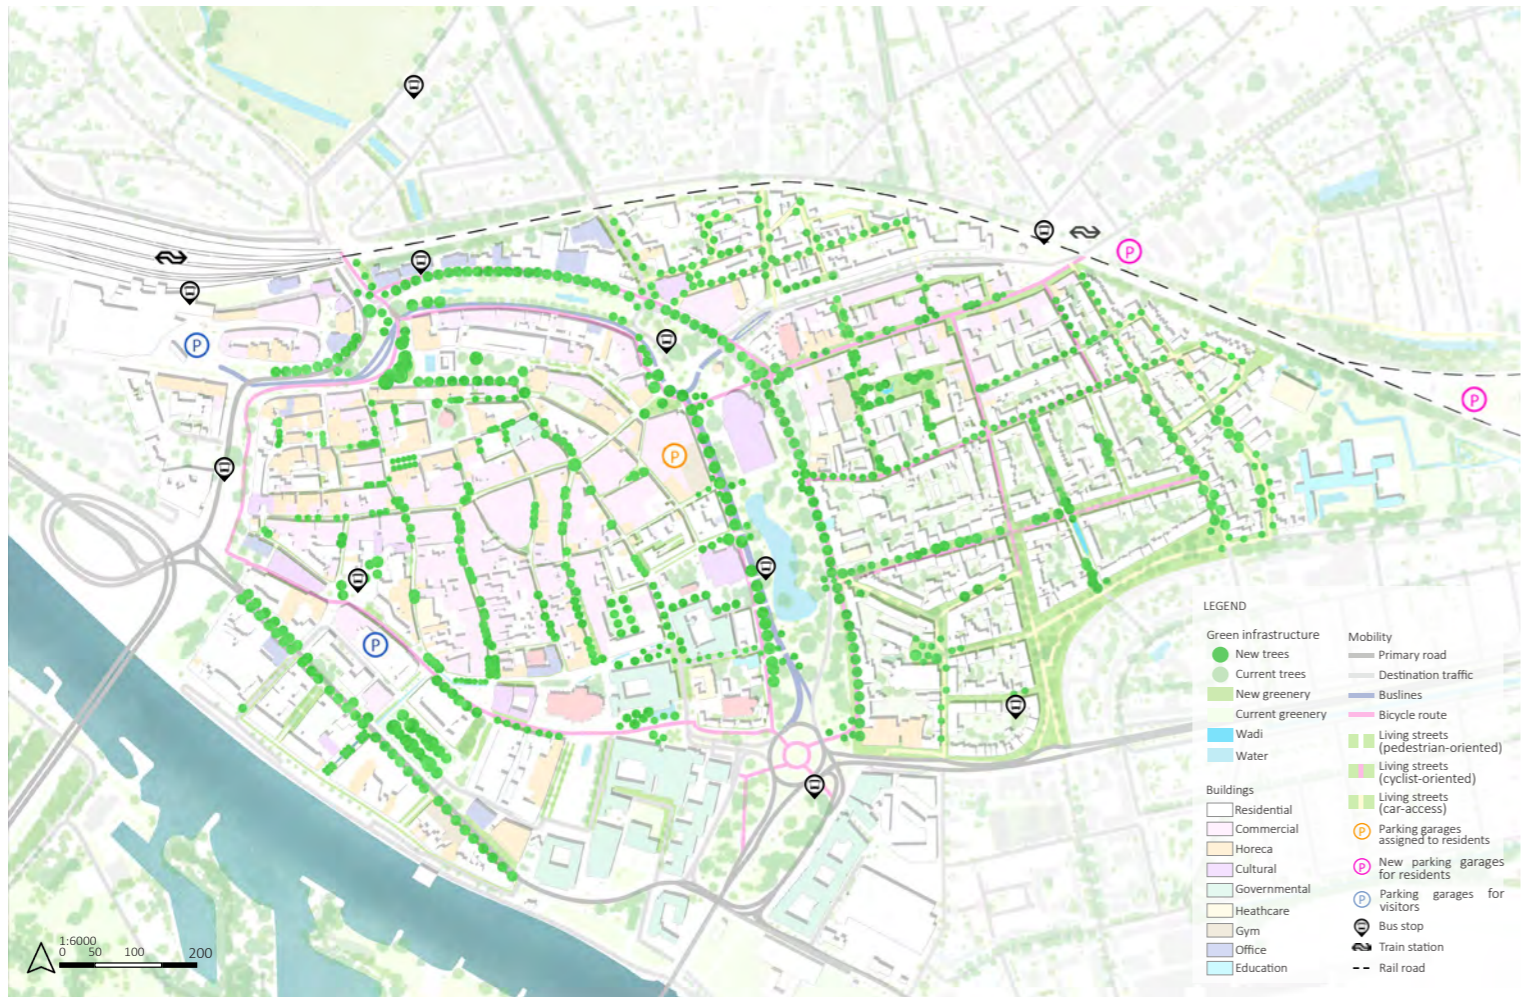 P
P
P
P
P
P
LEGEND
Green infrastructure
New trees
Current trees
New greenery
Current greenery
Wadi
Water
Buildings
Residential
Commercial
Horeca
Cultural
Governmental
Heathcare
Gym
Office
Education
Mobility
Primary road
Destination traffic
Buslines
Bicycle route
Living streets
(pedestrian-oriented)
Living streets
(cyclist-oriented)
Living streets
(car-access)
P Parking garages
assigned to residents
P New parking garages
for residents
P Parking garages for
visitors
Bus stop
Train station
Rail road
1:6000
0 50 100 200